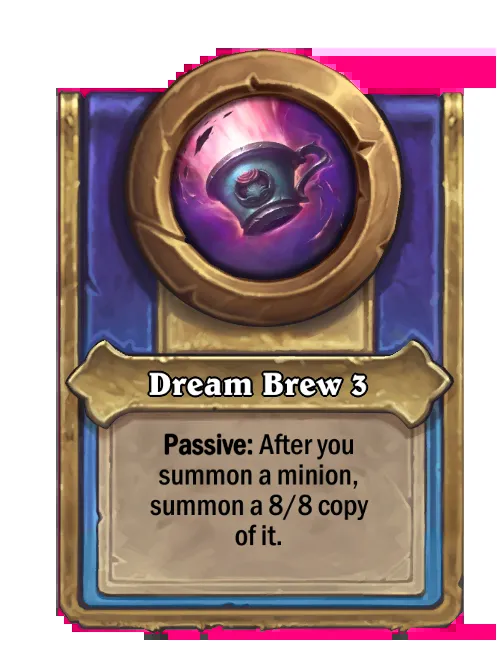 Dream Brew 3
Passive: After you
summon a minion,
summon a 8/8 copy
of it.